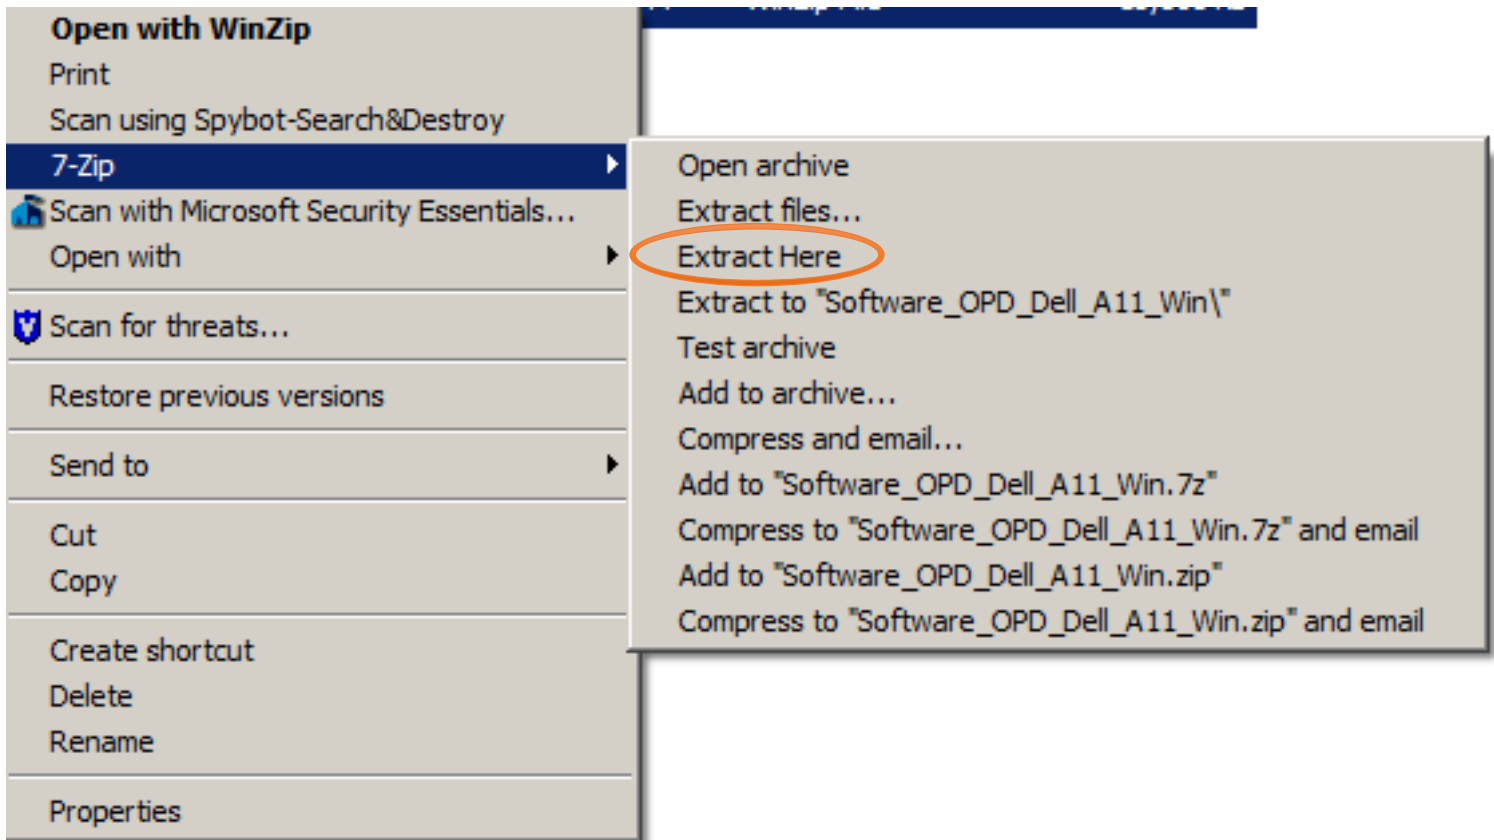 Open with WinZip
Print
Scan using Spybot-Search&Destroy
7-Zip
Scan with Microsoft Security Essentials...
Open with
Scan for threats...
Restore previous versions
Send to
Cut
Copy
Create shortcut
Delete
Rename
Properties
Open archive
Extract files...
Extract Here
Extract to "Software_OPD_Dell_A11_Win\"
Test archive
Add to archive...
Compress and email...
Add to "Software_OPD_Dell_A11_Win.7z"
Compress to "Software_OPD_Dell_A11_Win.7z" and email
Add to "Software_OPD_Dell_A11_Win.zip"
Compress to "Software_OPD_Dell_A11_Win.zip" and email